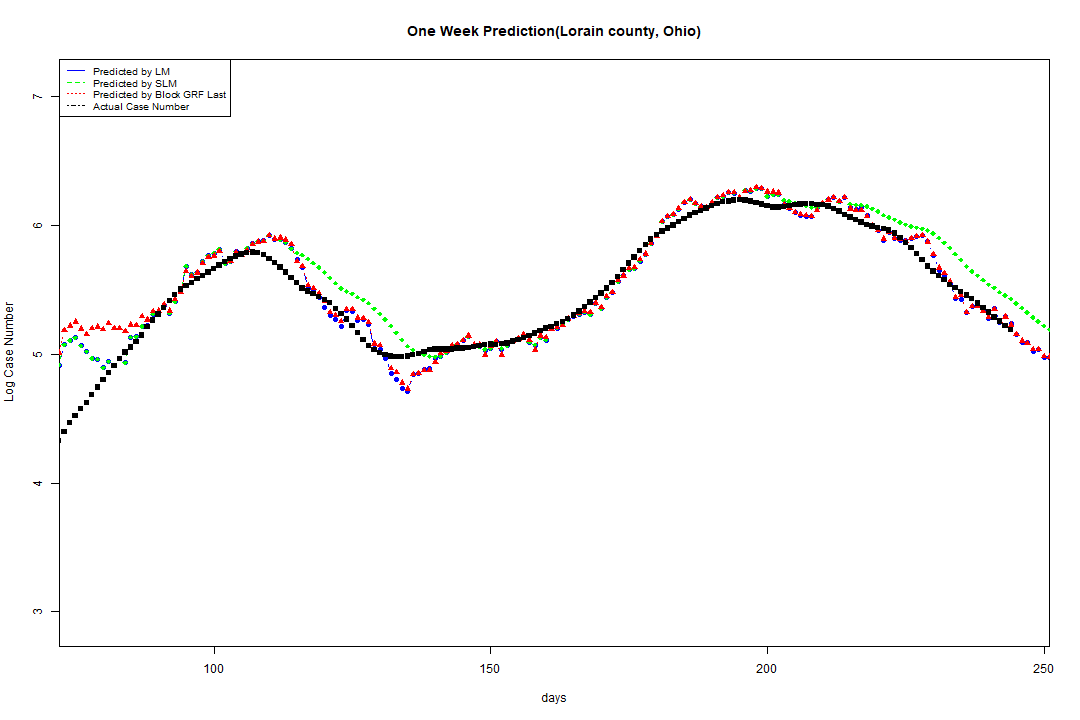 One Week Prediction(Lorain county, Ohio)
Predicted by LM
Predicted by SLM
Predicted by Block GRF Last
Actual Case Number
7
6
5
4
3
Log Case Number
100
150
200
250
days